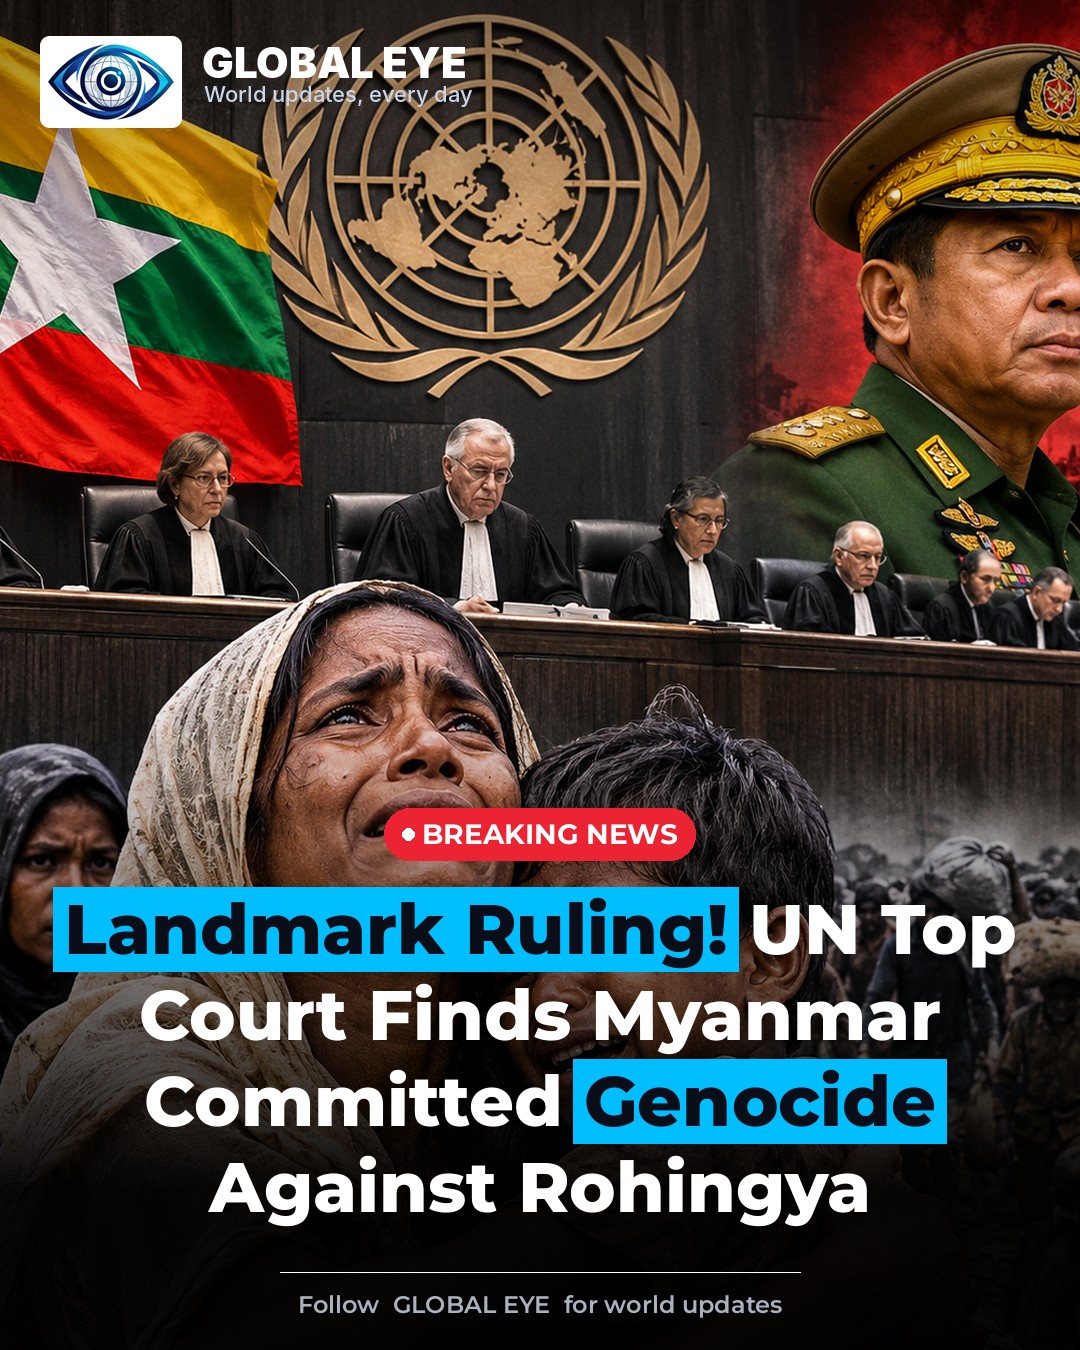 GLOBAL EYE
World updates, every day
BREAKING NEWS
Landmark Ruling! UN Top
Court Finds Myanmar
Committed Genocide
Against Rohingya
Follow GLOBAL EYE for world updates